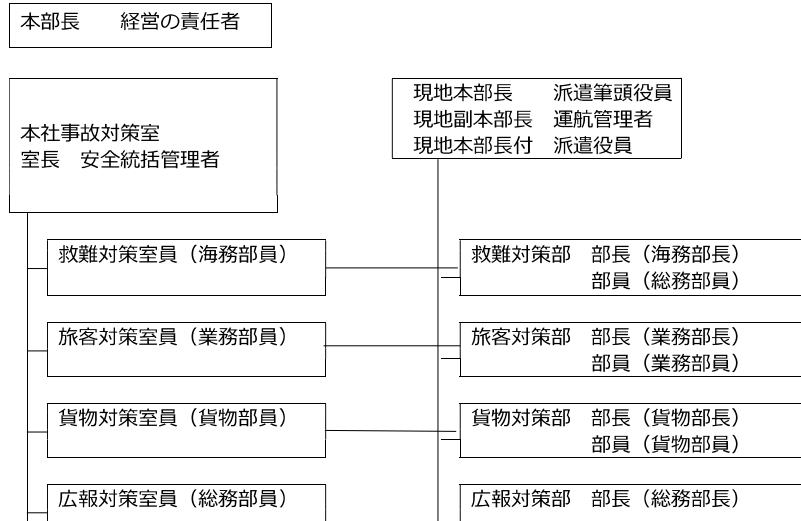 本部長　　経営の責任者
本社事故対策室
室長　安全統括管理者
現地本部長　　派遣筆頭役員
現地副本部長　運航管理者
現地本部長付　派遣役員
救難対策室員（海務部員）
救難対策部　部長（海務部長）
部員（総務部員）
旅客対策室員（業務部員）
旅客対策部　部長（業務部長）
部員（業務部員）
貨物対策室員（貨物部員）
貨物対策部　部長（貨物部長）
部員（貨物部員）
広報対策室員（総務部員）
広報対策部　部長（総務部長）